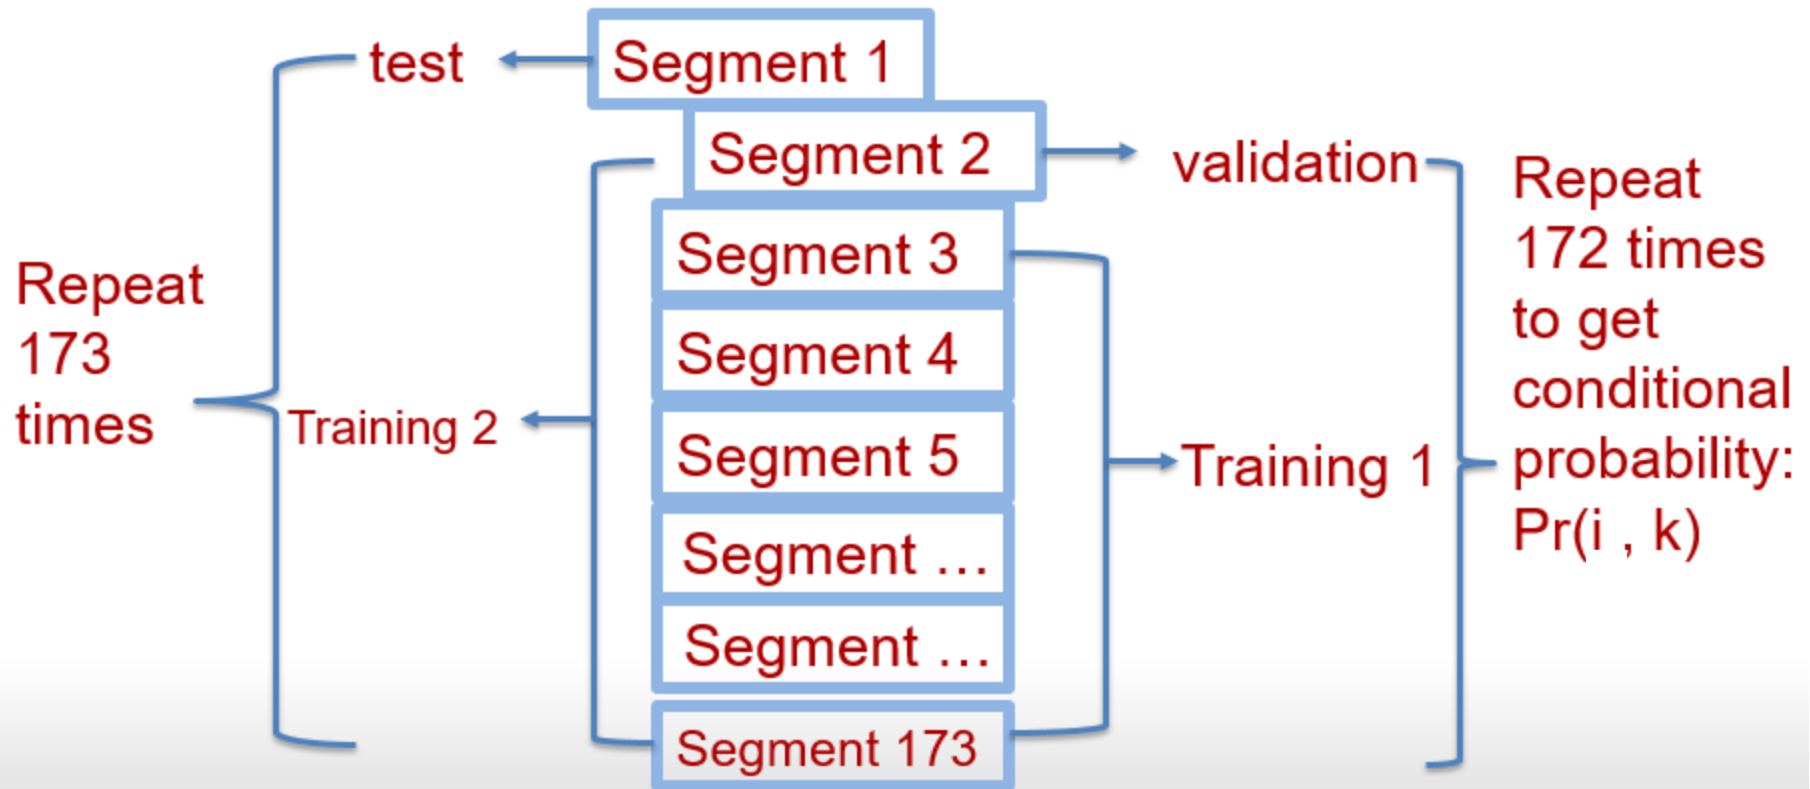 test
Segment 1
Segment 2
validation
Segment 3
Segment 4
Segment 5
Segment ...
Segment ...
Segment 173
Repeat
173
times
Training 2
Training 1
Repeat
172 times
to get
conditional
probability:
Pr(i , k)